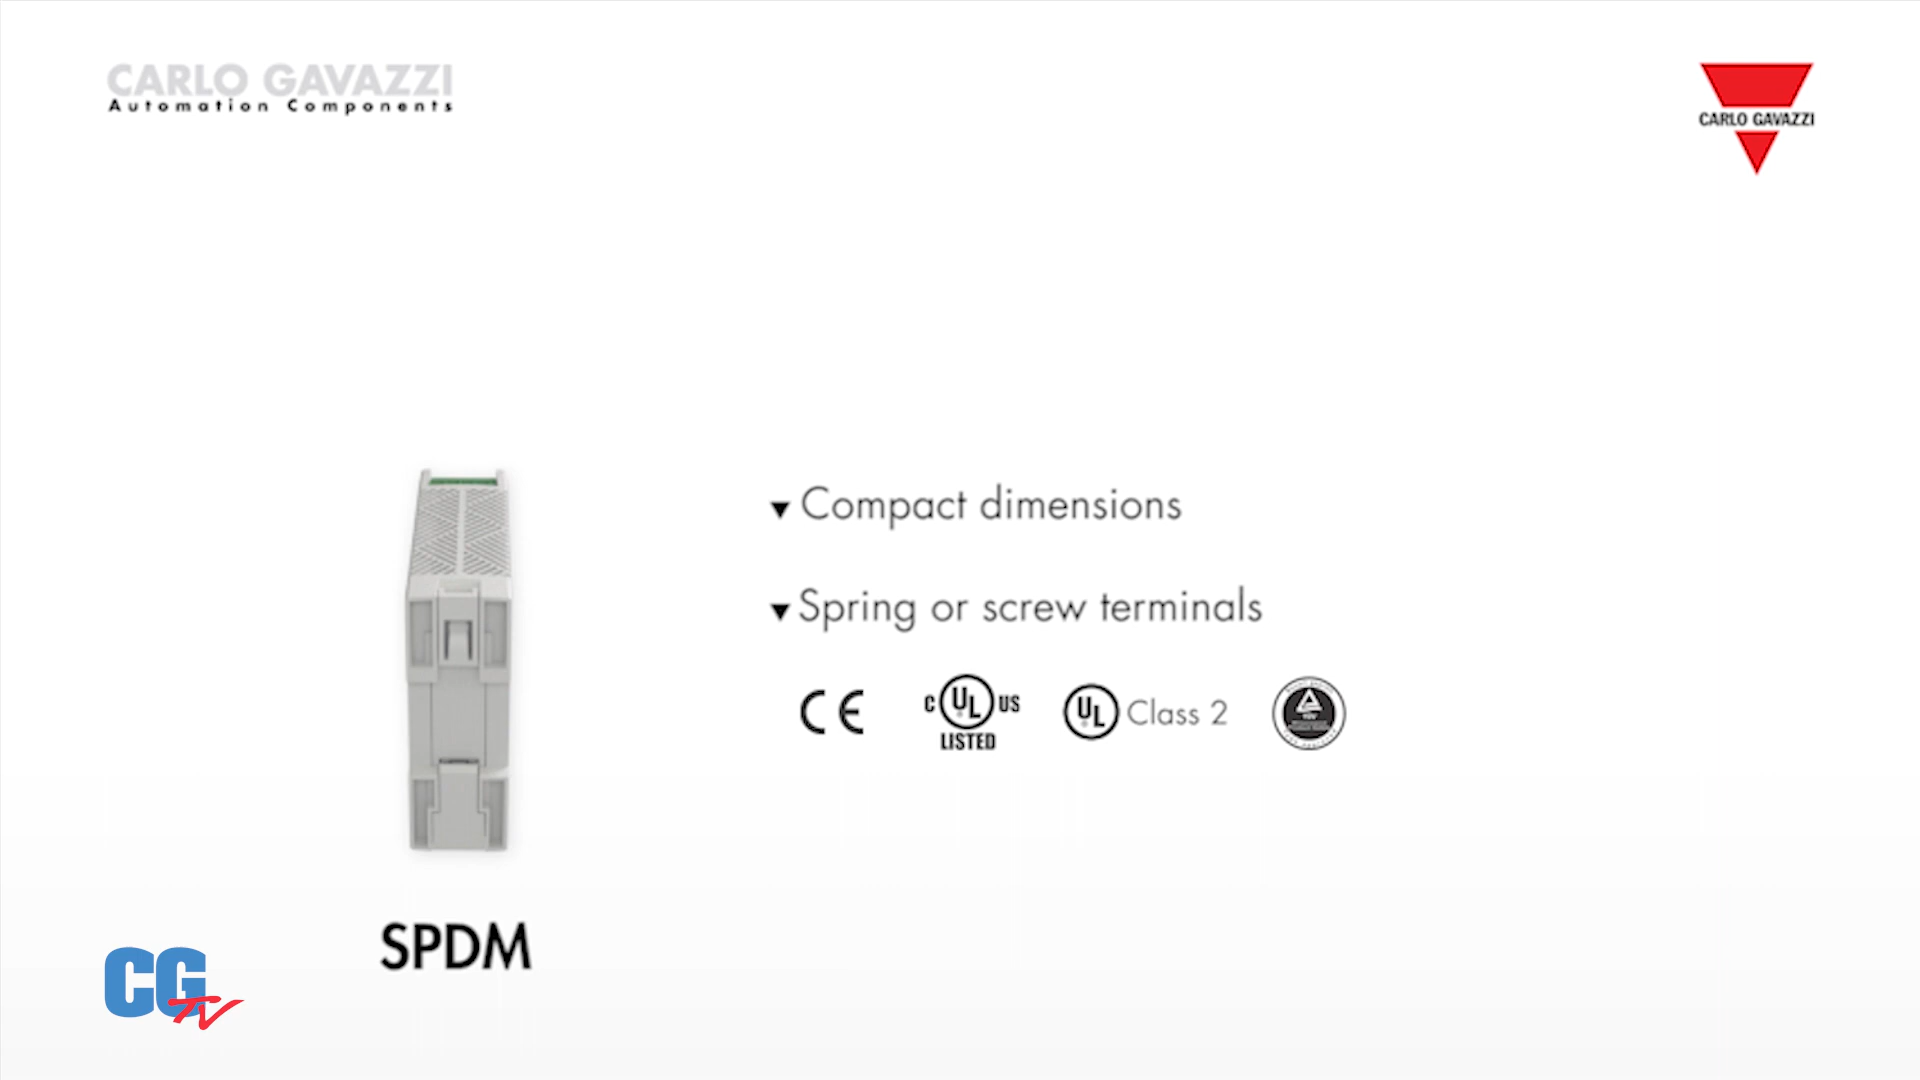 CARLO GAVAZZI
Automation Components
CARLO GAVAZZI
Compact dimensions
Spring or screw terminals
CE
C UL US
LISTED
UL Class 2
TÜV
SPDM
CG
TV